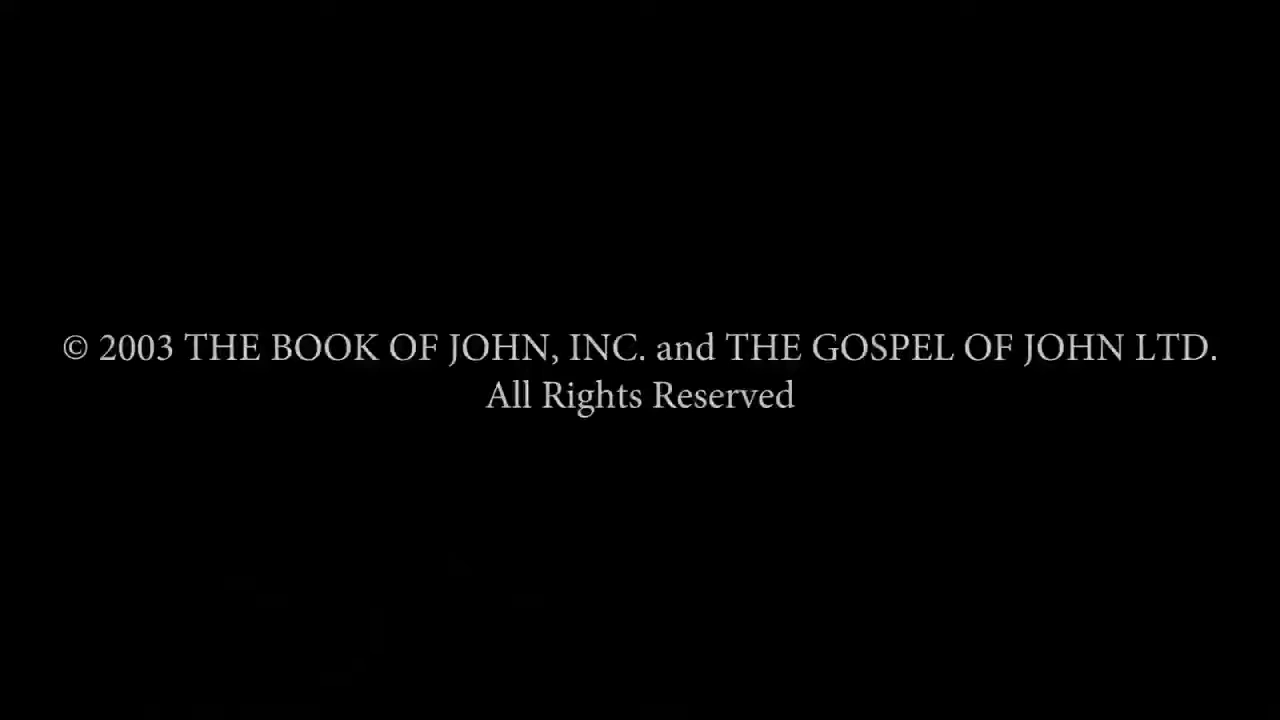 © 2003 THE BOOK OF JOHN, INC. and THE GOSPEL OF JOHN LTD.
All Rights Reserved